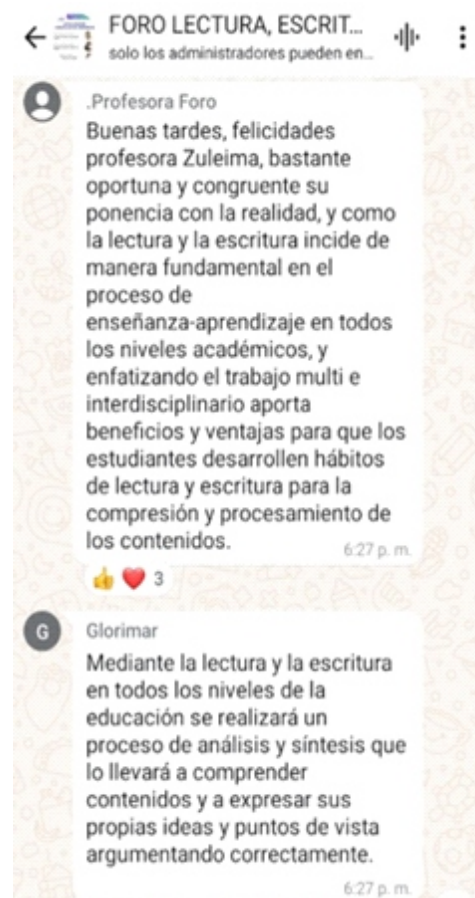 FORO LECTURA, ESCRIT...
solo los administradores pueden en...
.Profesora Foro
Buenas tardes, felicidades
profesora Zuleima, bastante
oportuna y congruente su
ponencia con la realidad, y como
la lectura y la escritura incide de
manera fundamental en el
proceso de
enseñanza-aprendizaje en todos
los niveles académicos, y
enfatizando el trabajo multi e
interdisciplinario aporta
beneficios y ventajas para que los
estudiantes desarrollen hábitos
de lectura y escritura para la
compresión y procesamiento de
los contenidos.
6:27 p. m.
👍❤️ 3
G
Glorimar
Mediante la lectura y la escritura
en todos los niveles de la
educación se realizará un
proceso de análisis y síntesis que
lo llevará a comprender
contenidos y a expresar sus
propias ideas y puntos de vista
argumentando correctamente.
6:27 p. m.